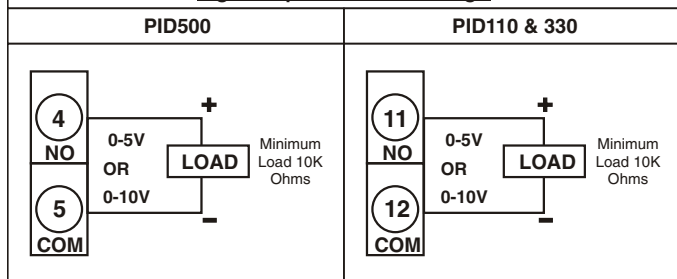 PID500
PID110 & 330
4
NO
5
COM
0-5V
OR
0-10V
+
LOAD
−
Minimum
Load 10K
Ohms
11
NO
12
COM
0-5V
OR
0-10V
+
LOAD
−
Minimum
Load 10K
Ohms